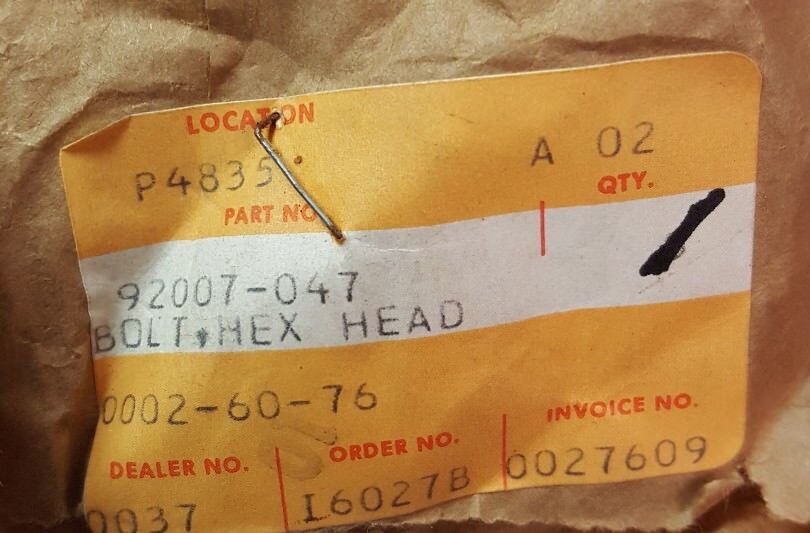 LOCATION
P4835 A 02
PART NO QTY.
92007-047
BOLT,HEX HEAD
0002-60-76
DEALER NO. ORDER NO. INVOICE NO.
0037 I6027B 0027609